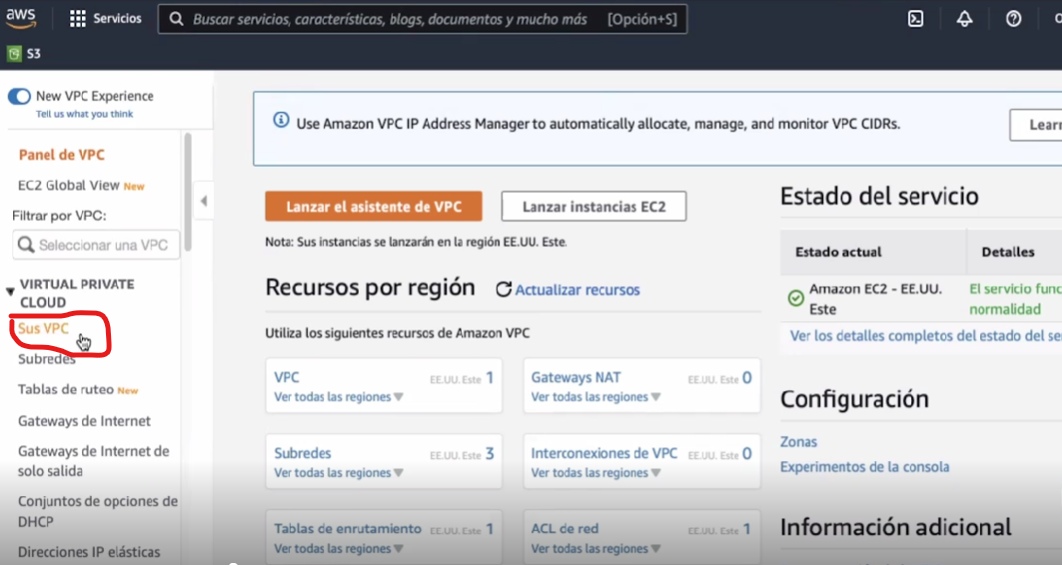 aws
Servicios
Buscar servicios, características, blogs, documentos y mucho más
[Opción+S]
S3
New VPC Experience
Tell us what you think
Panel de VPC
EC2 Global View New
Filtrar por VPC:
Seleccionar una VPC
VIRTUAL PRIVATE
CLOUD
Sus VPC
Subredes
Tablas de ruteo New
Gateways de Internet
Gateways de Internet de
solo salida
Conjuntos de opciones de
DHCP
Direcciones IP elásticas
Use Amazon VPC IP Address Manager to automatically allocate, manage, and monitor VPC CIDRs.
Lanzar el asistente de VPC
Lanzar instancias EC2
Nota: Sus instancias se lanzarán en la región EE.UU. Este.
Recursos por región
Actualizar recursos
Utiliza los siguientes recursos de Amazon VPC
VPC EE.UU. Este 1
Ver todas las regiones
Gateways NAT EE.UU. Este 0
Ver todas las regiones
Subredes EE.UU. Este 3
Ver todas las regiones
Interconexiones de VPC EE.UU. Este 0
Ver todas las regiones
Tablas de enrutamiento EE.UU. Este 1
Ver todas las regiones
ACL de red EE.UU. Este 1
Ver todas las regiones
Estado del servicio
Estado actual
Detalles
Amazon EC2 - EE.UU.
Este
El servicio func
normalidad
Ver los detalles completos del estado del se
Configuración
Zonas
Experimentos de la consola
Información adicional